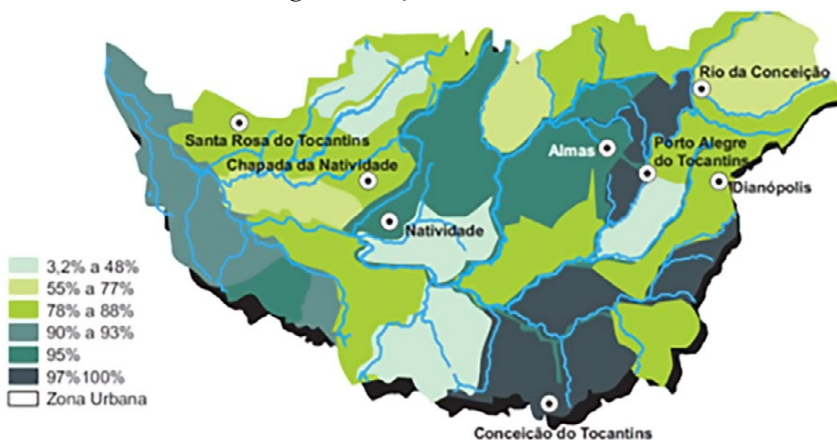 Rio da Conceição
Santa Rosa do Tocantins
Almas
Porto Alegre
do Tocantins
Chapada da Natividade
Dianópolis
Natividade
3,2% a 48%
55% a 77%
78% a 88%
90% a 93%
95%
97%100%
Zona Urbana
Conceição do Tocantins